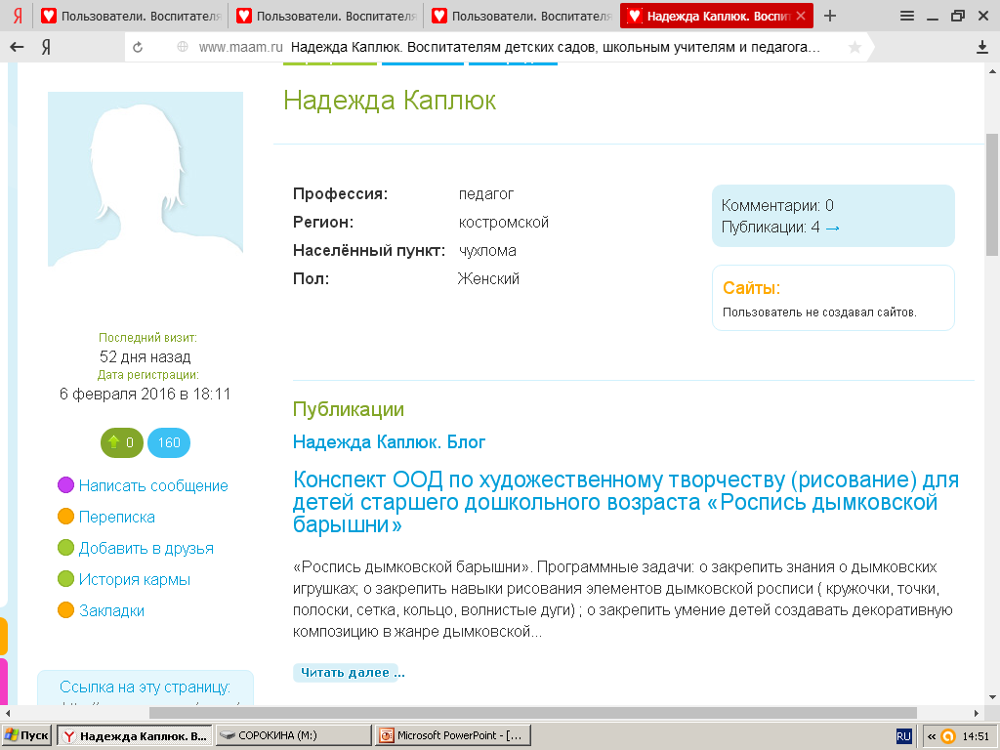 Пользователи. Воспитателя
Пользователи. Воспитателя
Пользователи. Воспитателя
Надежда Каплюк. Воспит
www.maam.ru Надежда Каплюк. Воспитателям детских садов, школьным учителям и педагога…
Надежда Каплюк
Профессия: педагог
Регион: костромской
Населённый пункт: чухлома
Пол: Женский
Комментарии: 0
Публикации: 4 →
Сайты:
Пользователь не создавал сайтов.
Последний визит:
52 дня назад
Дата регистрации:
6 февраля 2016 в 18:11
0 160
Написать сообщение
Переписка
Добавить в друзья
История кармы
Закладки
Ссылка на эту страницу:
Публикации
Надежда Каплюк. Блог
Конспект ООД по художественному творчеству (рисование) для
детей старшего дошкольного возраста «Роспись дымковской
барышни»
«Роспись дымковской барышни». Программные задачи: о закрепить знания о дымковских
игрушках; о закрепить навыки рисования элементов дымковской росписи ( кружочки, точки,
полоски, сетка, кольцо, волнистые дуги) ; о закрепить умение детей создавать декоративную
композицию в жанре дымковской...
Читать далее ...
Пуск
Надежда Каплюк. В...
СОРОКИНА (M:)
Microsoft PowerPoint - [...
RU
14:51